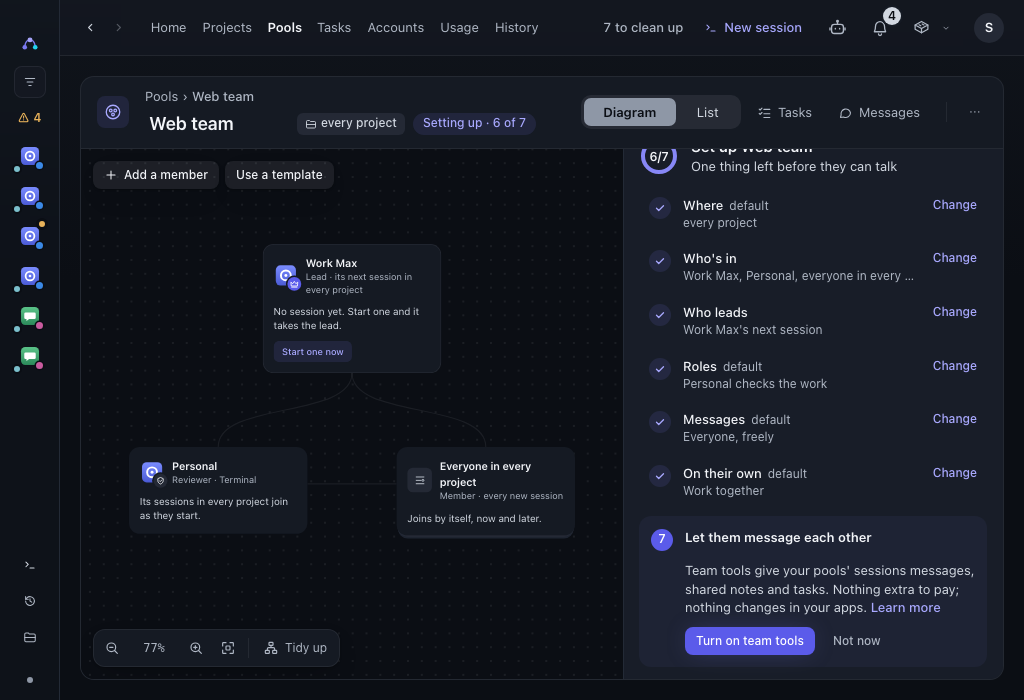 Home Projects Pools Tasks Accounts Usage History 7 to clean up New session 4 S
4
Pools › Web team
Web team every project Setting up · 6 of 7 Diagram List Tasks Messages
Add a member Use a template
Work Max
Lead · its next session in
every project
No session yet. Start one and it
takes the lead.
Start one now
Personal
Reviewer · Terminal
Its sessions in every project join
as they start.
Everyone in every
project
Member · every new session
Joins by itself, now and later.
77% Tidy up
6/7 Set up Web team
One thing left before they can talk
Where default Change
every project
Who's in Change
Work Max, Personal, everyone in every ...
Who leads Change
Work Max's next session
Roles default Change
Personal checks the work
Messages default Change
Everyone, freely
On their own default Change
Work together
7 Let them message each other
Team tools give your pools' sessions messages,
shared notes and tasks. Nothing extra to pay;
nothing changes in your apps. Learn more
Turn on team tools Not now